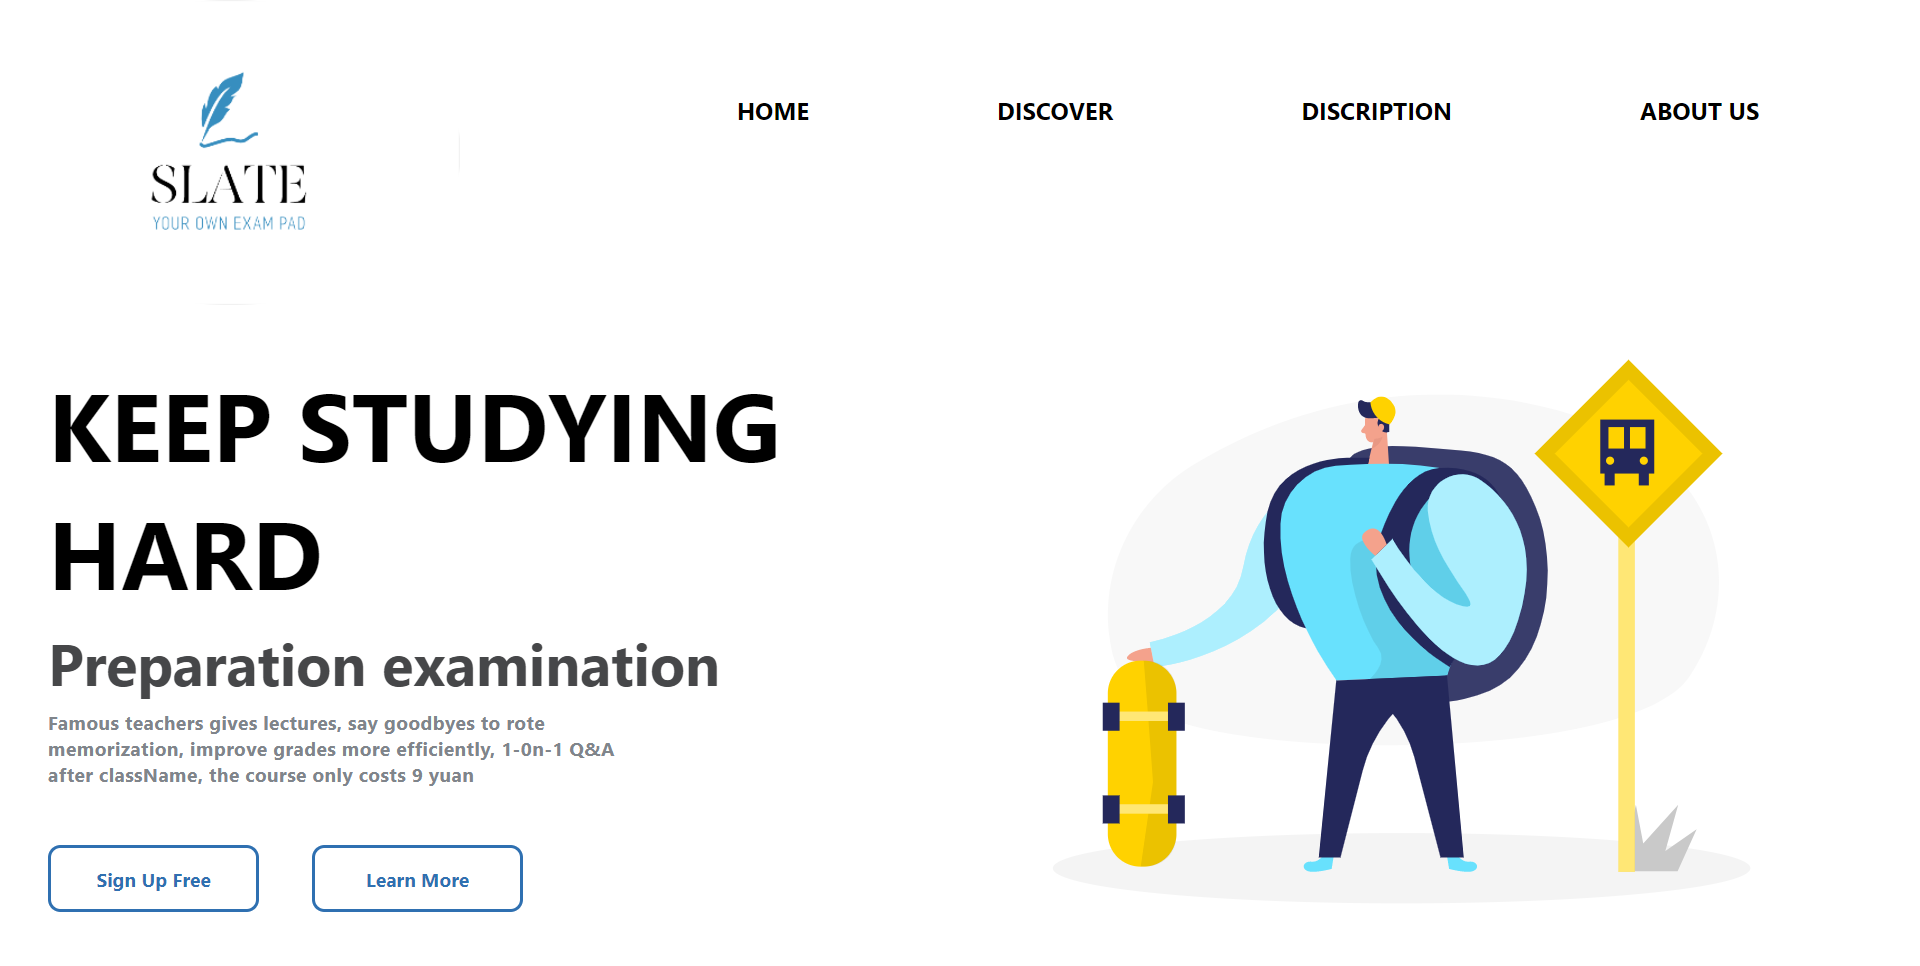 SLATE
YOUR OWN EXAM PAD
HOME DISCOVER DISCRIPTION ABOUT US
KEEP STUDYING
HARD
Preparation examination
Famous teachers gives lectures, say goodbyes to rote
memorization, improve grades more efficiently, 1-0n-1 Q&A
after className, the course only costs 9 yuan
Sign Up Free Learn More